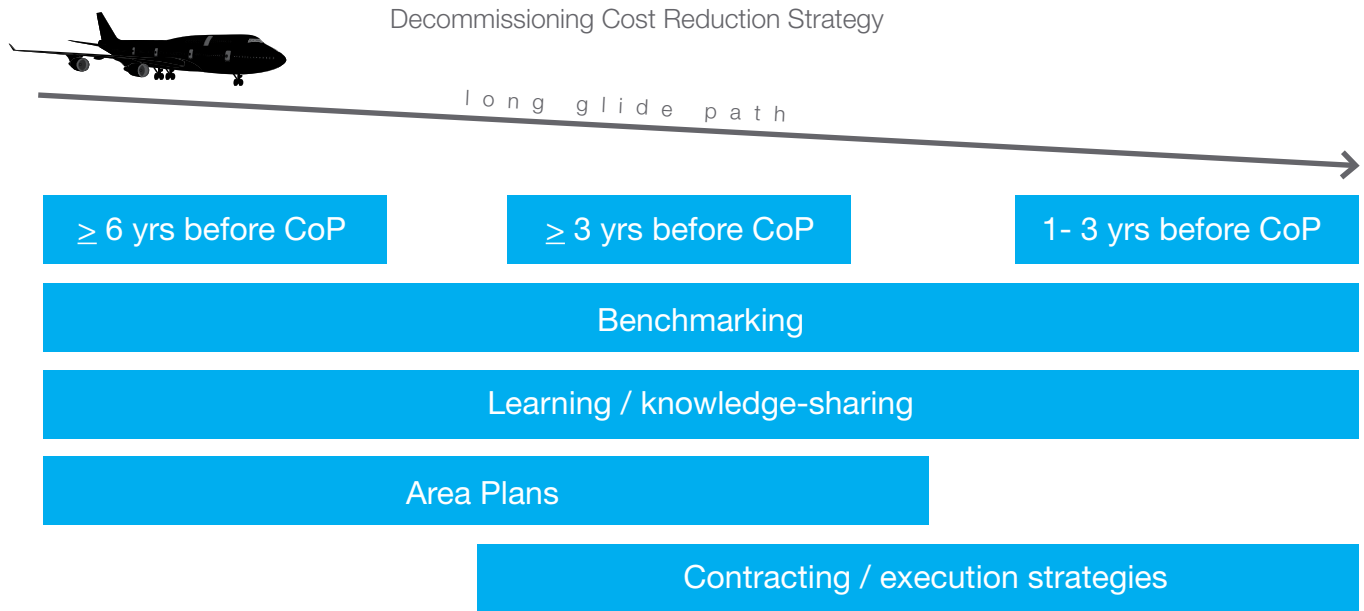 Decommissioning Cost Reduction Strategy
long glide path
≥ 6 yrs before CoP
≥ 3 yrs before CoP
1- 3 yrs before CoP
Benchmarking
Learning / knowledge-sharing
Area Plans
Contracting / execution strategies